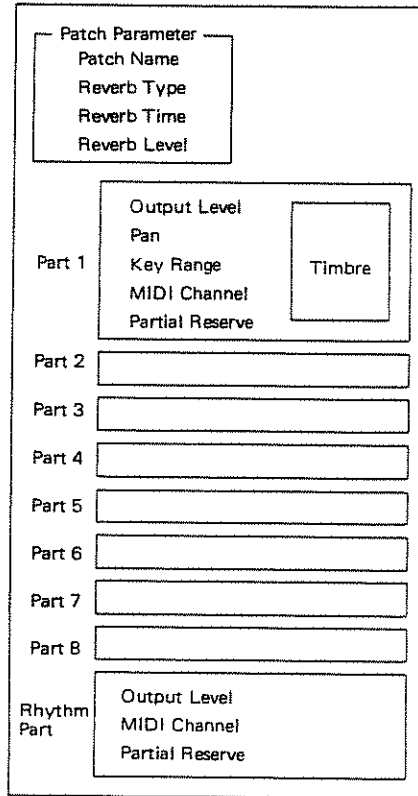 Patch Parameter
Patch Name
Reverb Type
Reverb Time
Reverb Level
Part 1
Output Level
Pan
Key Range
MIDI Channel
Partial Reserve
Timbre
Part 2
Part 3
Part 4
Part 5
Part 6
Part 7
Part 8
Rhythm
Part
Output Level
MIDI Channel
Partial Reserve